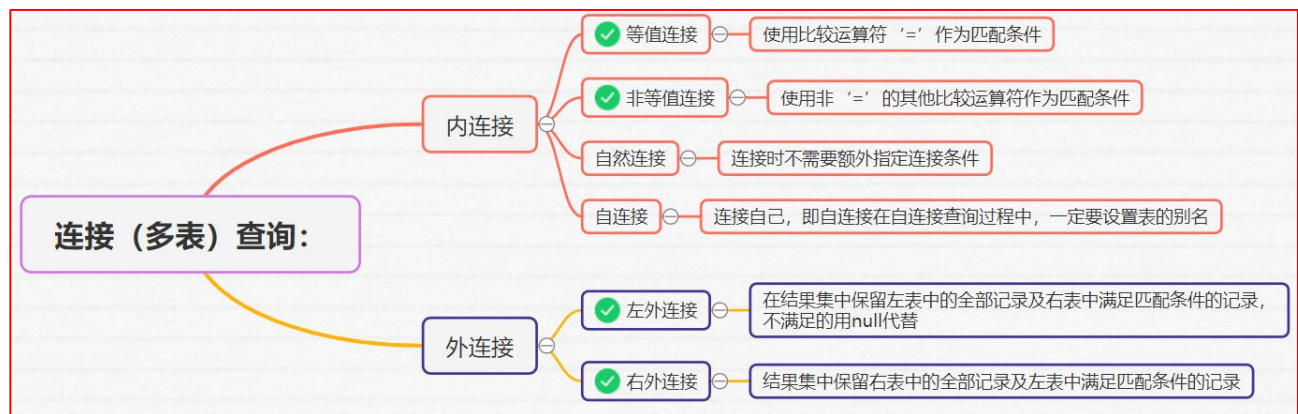 连接（多表）查询：
内连接
等值连接
使用比较运算符‘=’作为匹配条件
非等值连接
使用非‘=’的其他比较运算符作为匹配条件
自然连接
连接时不需要额外指定连接条件
自连接
连接自己，即自连接在自连接查询过程中，一定要设置表的别名
外连接
左外连接
在结果集中保留左表中的全部记录及右表中满足匹配条件的记录，
不满足的用null代替
右外连接
结果集中保留右表中的全部记录及左表中满足匹配条件的记录